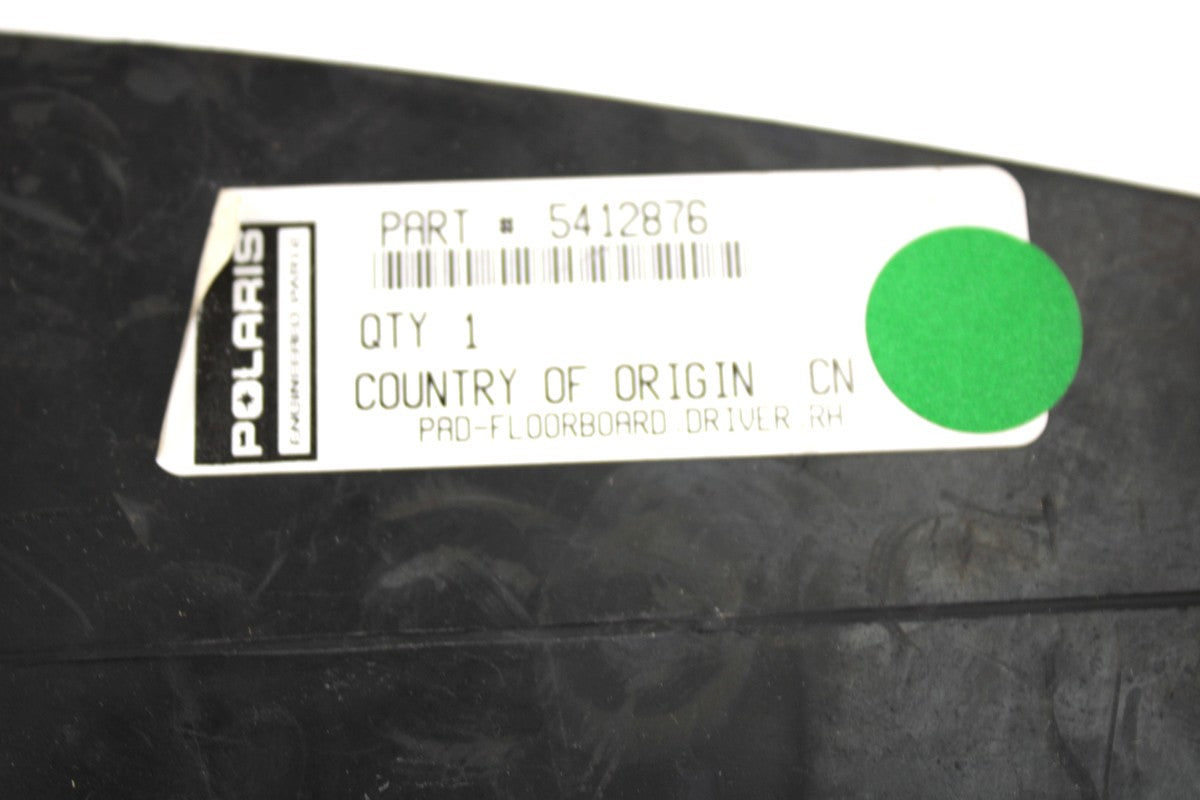 PART # 5412876
QTY 1
COUNTRY OF ORIGIN CN
PAD-FLOORBOARD.DRIVER.RH
POLARIS
ENGINEERED PARTS